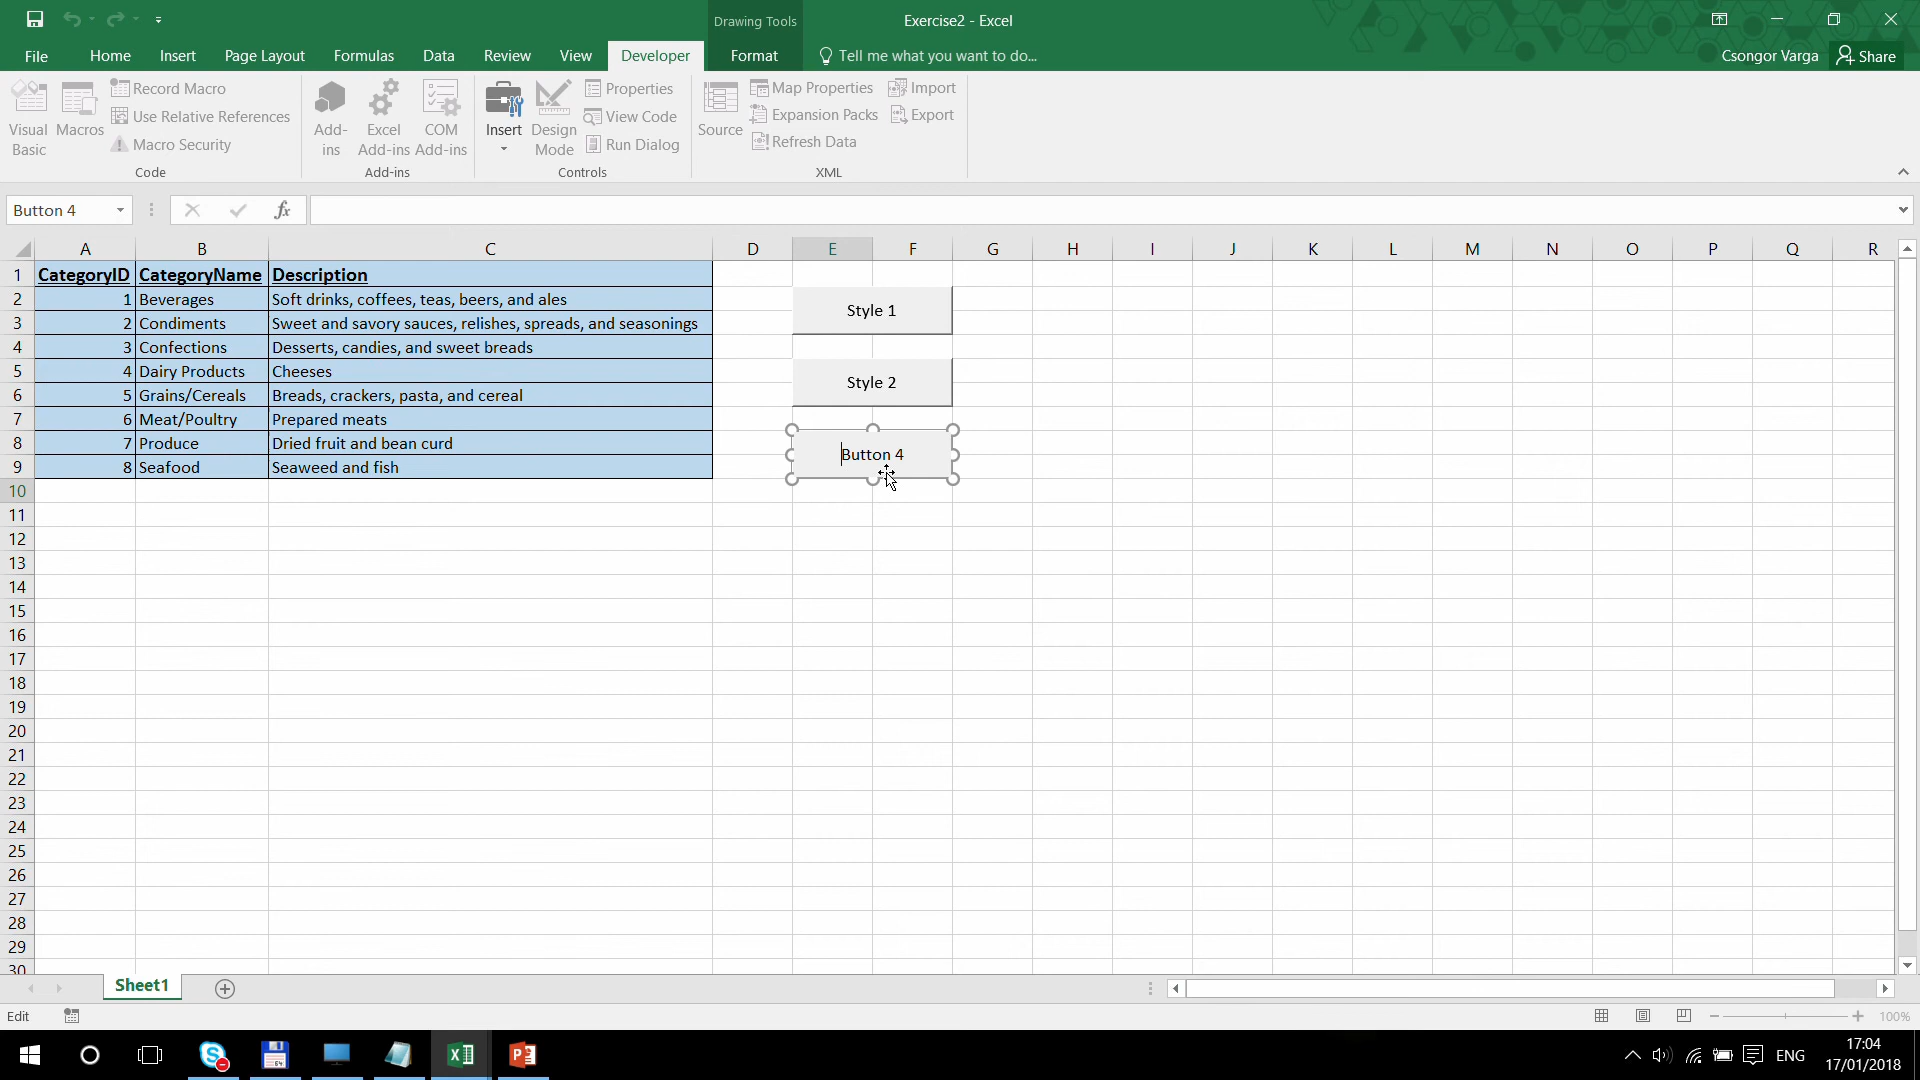 Drawing Tools
Exercise2 - Excel
File Home Insert Page Layout Formulas Data Review View Developer Format Tell me what you want to do... Csongor Varga Share
Visual Basic
Macros
Record Macro
Use Relative References
Macro Security
Code
Add-ins
Excel Add-ins
COM Add-ins
Add-ins
Insert
Design Mode
Properties
View Code
Run Dialog
Controls
Source
Map Properties
Expansion Packs
Refresh Data
Import
Export
XML
Button 4
fx
A B C D E F G H I J K L M N O P Q R
1 CategoryID CategoryName Description
2 1 Beverages Soft drinks, coffees, teas, beers, and ales
3 2 Condiments Sweet and savory sauces, relishes, spreads, and seasonings
4 3 Confections Desserts, candies, and sweet breads
5 4 Dairy Products Cheeses
6 5 Grains/Cereals Breads, crackers, pasta, and cereal
7 6 Meat/Poultry Prepared meats
8 7 Produce Dried fruit and bean curd
9 8 Seafood Seaweed and fish
Style 1
Style 2
Button 4
10
11
12
13
14
15
16
17
18
19
20
21
22
23
24
25
26
27
28
29
30
Sheet1
Edit
100%
ENG
17:04
17/01/2018